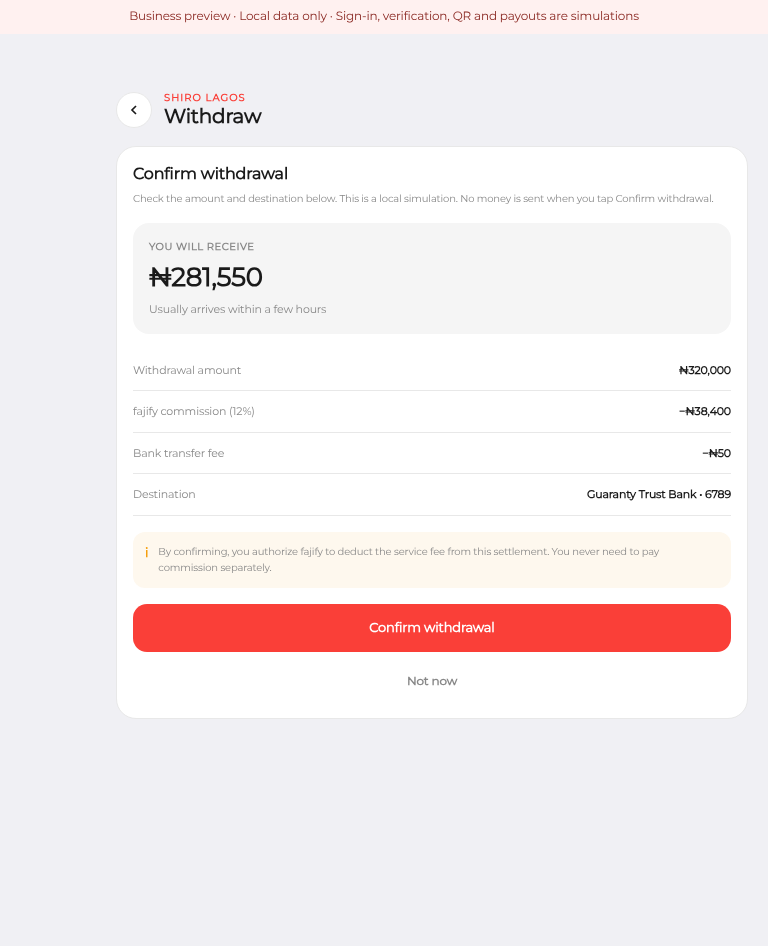 Business preview · Local data only · Sign-in, verification, QR and payouts are simulations
SHIRO LAGOS
Withdraw
Confirm withdrawal
Check the amount and destination below. This is a local simulation. No money is sent when you tap Confirm withdrawal.
YOU WILL RECEIVE
₦281,550
Usually arrives within a few hours
Withdrawal amount ₦320,000
fajify commission (12%) −₦38,400
Bank transfer fee −₦50
Destination Guaranty Trust Bank • 6789
By confirming, you authorize fajify to deduct the service fee from this settlement. You never need to pay
commission separately.
Confirm withdrawal
Not now